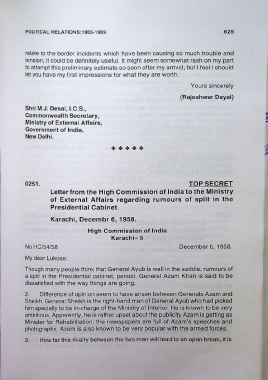 POLITICAL RELATIONS:1955-1969 625
relate to the border incidents which have been causing so much trouble and
tension, it could be definitely useful. It might seem somewhat rash on my part
to attempt this preliminary estimate so soon after my arrival, but I feel I should
let you have my first impressions for what they are worth.
Yours sincerely
(Rajeshwar Dayal)
Shri M.J. Desai, I.C.S.,
Commonwealth Secretary,
Ministry of External Affairs,
Government of India,
New Delhi.
✦ ✦ ✦ ✦ ✦
0251. TOP SECRET
Letter from the High Commission of India to the Ministry
of External Affairs regarding rumours of split in the
Presidential Cabinet.
Karachi, Decembr 6, 1958.
High Commission of India
Karachi– 5
No HC/64/58 December 6, 1958.
My dear Lukose,
Though many people think that General Ayub is well in the saddle, rumours of
a split in the Presidential cabinet, persist. General Azam Khan is said to be
dissatisfied with the way things are going.
2. Difference of opinion seem to have arisen between Generals Azam and
Sheikh. General Sheikh is the right-hand man of General Ayub who had picked
him specially to be in-charge of the Ministry of Interior. He is known to be very
ambitious. Apparently, he is rather upset about the publicity Azam is getting as
Minister for Rehabilitation; the newspapers are full of Azam's speeches and
photographs. Azam is also known to be very popular with the armed forces.
3. How far this rivalry between the two men will lead to an open break, it is